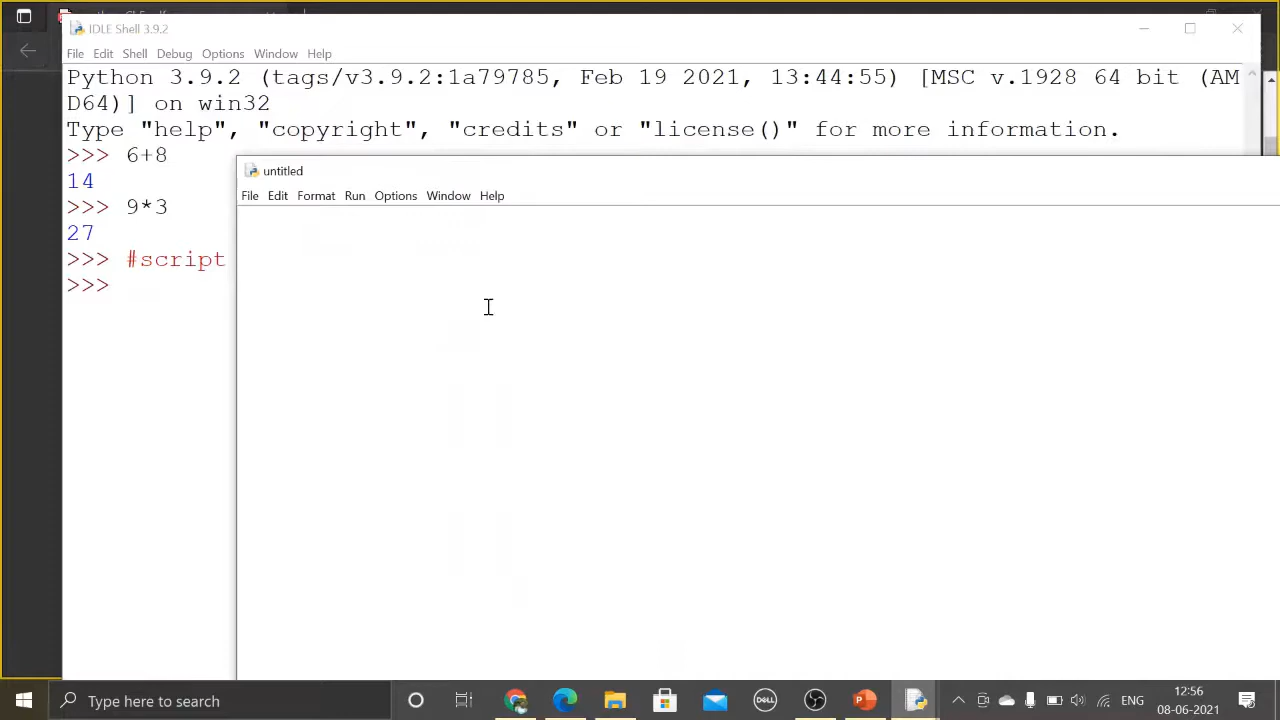 IDLE Shell 3.9.2
File Edit Shell Debug Options Window Help
Python 3.9.2 (tags/v3.9.2:1a79785, Feb 19 2021, 13:44:55) [MSC v.1928 64 bit (AM
D64)] on win32
Type "help", "copyright", "credits" or "license()" for more information.
>>> 6+8
14
>>> 9*3
27
>>> #script
>>>
untitled
File Edit Format Run Options Window Help
Type here to search
DELL
ENG
12:56
08-06-2021